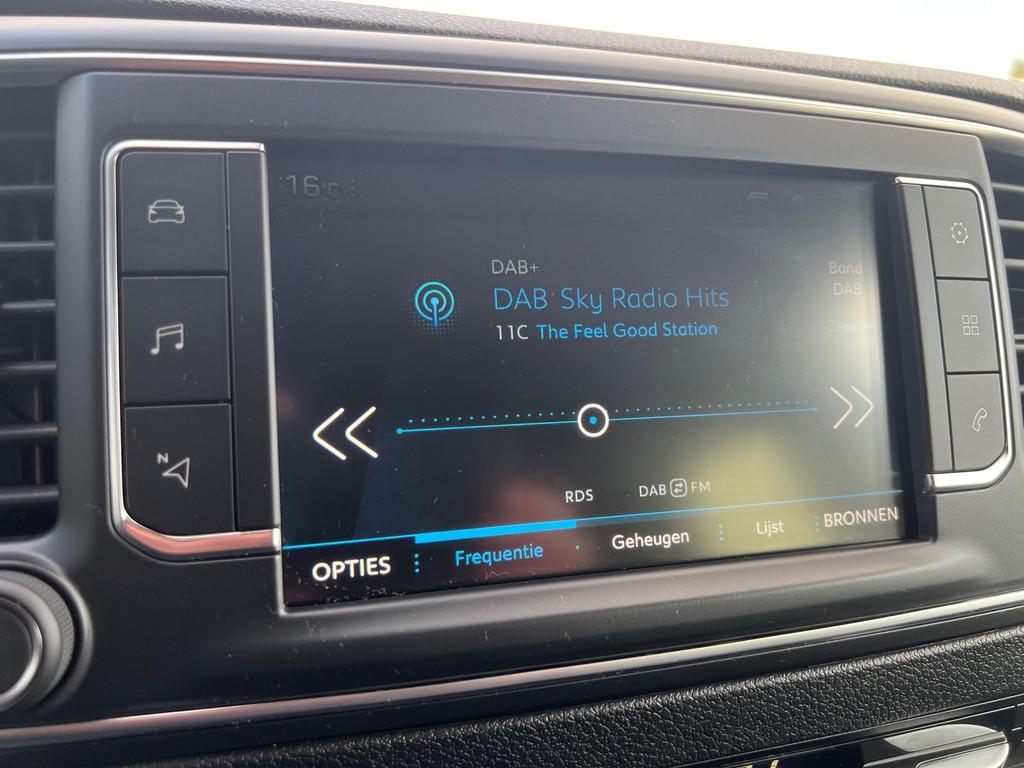 16°C
DAB+
DAB Sky Radio Hits
11C The Feel Good Station
Band
DAB
RDS
DAB FM
OPTIES
Frequentie
Geheugen
Lijst
BRONNEN
N